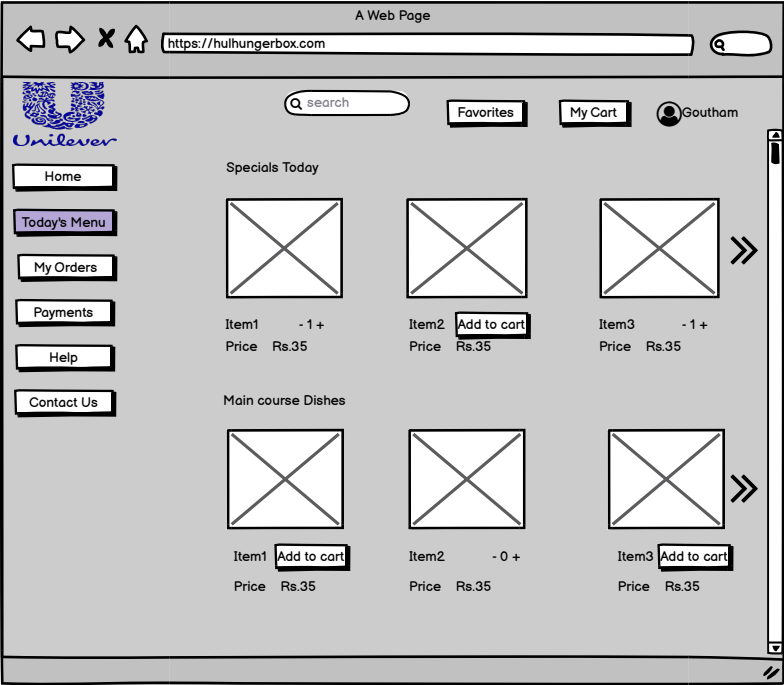 A Web Page
https://hulhungerbox.com
Unilever
search
Favorites
My Cart
Goutham
Home
Today's Menu
My Orders
Payments
Help
Contact Us
Specials Today
Item1 - 1 +
Price Rs.35
Item2 Add to cart
Price Rs.35
Item3 - 1 +
Price Rs.35
Main course Dishes
Item1 Add to cart
Price Rs.35
Item2 - 0 +
Price Rs.35
Item3 Add to cart
Price Rs.35